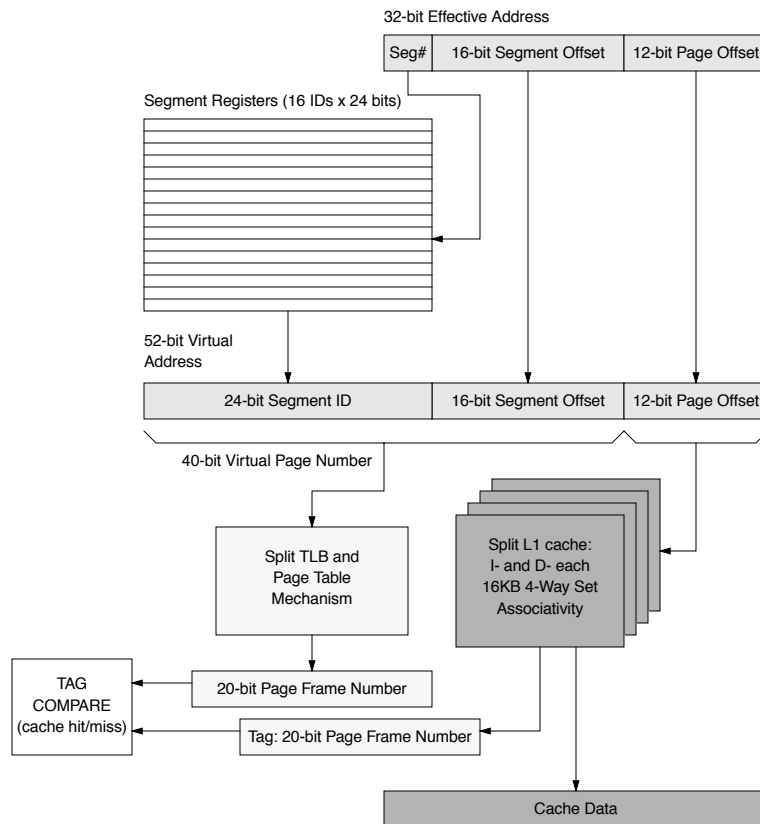 32-bit Effective Address
Seg#
16-bit Segment Offset
12-bit Page Offset
Segment Registers (16 IDs x 24 bits)
52-bit Virtual
Address
24-bit Segment ID
16-bit Segment Offset
12-bit Page Offset
40-bit Virtual Page Number
Split TLB and
Page Table
Mechanism
Split L1 cache:
I- and D- each
16KB 4-Way Set
Associativity
TAG
COMPARE
(cache hit/miss)
20-bit Page Frame Number
Tag: 20-bit Page Frame Number
Cache Data